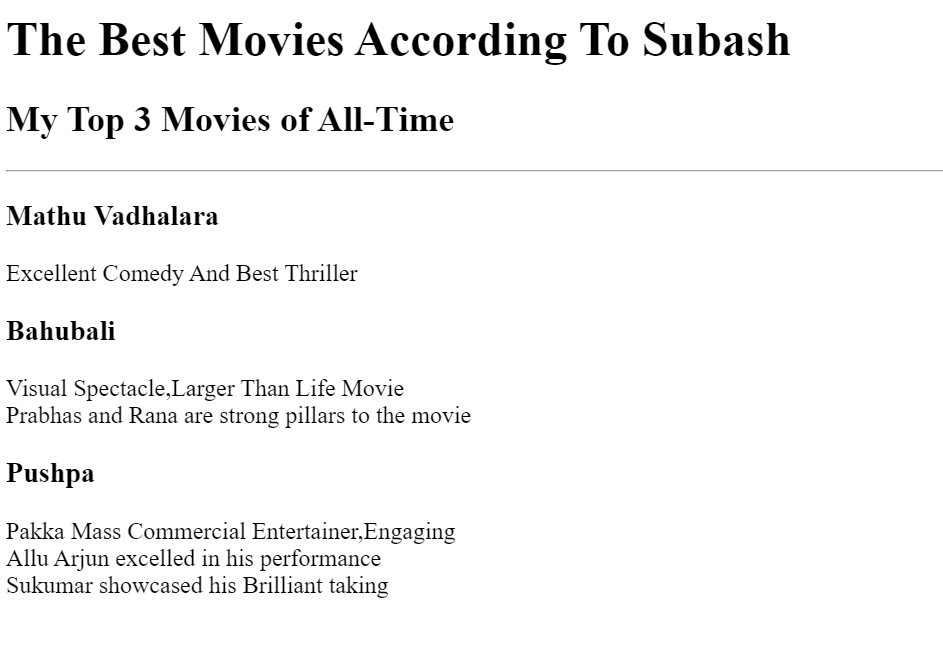 The Best Movies According To Subash
My Top 3 Movies of All-Time
Mathu Vadhalara
Excellent Comedy And Best Thriller
Bahubali
Visual Spectacle,Larger Than Life Movie
Prabhas and Rana are strong pillars to the movie
Pushpa
Pakka Mass Commercial Entertainer,Engaging
Allu Arjun excelled in his performance
Sukumar showcased his Brilliant taking